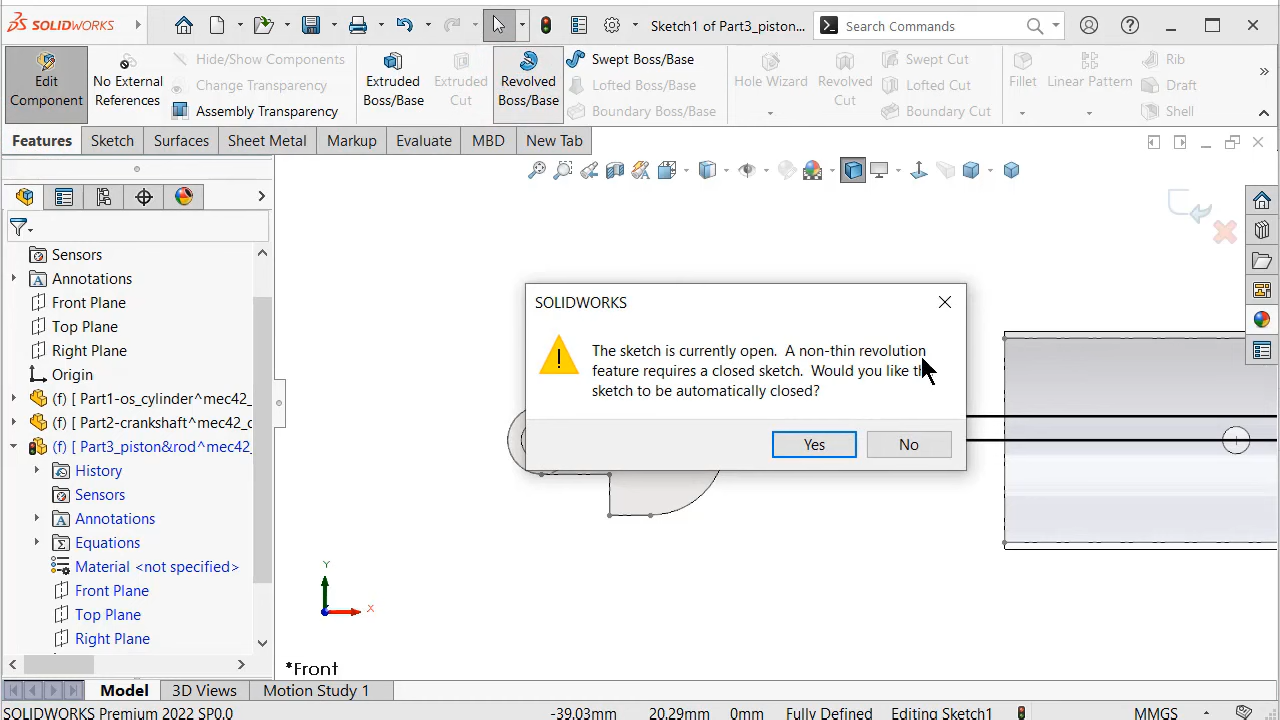 SOLIDWORKS
Sketch1 of Part3_piston...
Search Commands
Edit Component
No External References
Hide/Show Components
Change Transparency
Assembly Transparency
Extruded Boss/Base
Extruded Cut
Revolved Boss/Base
Swept Boss/Base
Lofted Boss/Base
Boundary Boss/Base
Hole Wizard
Revolved Cut
Swept Cut
Lofted Cut
Boundary Cut
Fillet
Linear Pattern
Rib
Draft
Shell
Features
Sketch
Surfaces
Sheet Metal
Markup
Evaluate
MBD
New Tab
Sensors
Annotations
Front Plane
Top Plane
Right Plane
Origin
(f) [ Part1-os_cylinder^mec42_
(f) [ Part2-crankshaft^mec42_c
(f) [ Part3_piston&rod^mec42_
History
Sensors
Annotations
Equations
Material <not specified>
Front Plane
Top Plane
Right Plane
SOLIDWORKS
The sketch is currently open. A non-thin revolution
feature requires a closed sketch. Would you like
sketch to be automatically closed?
Yes
No
Y
X
*Front
Model
3D Views
Motion Study 1
SOLIDWORKS Premium 2022 SP0.0
-39.03mm
20.29mm
0mm
Fully Defined
Editing Sketch1
MMGS